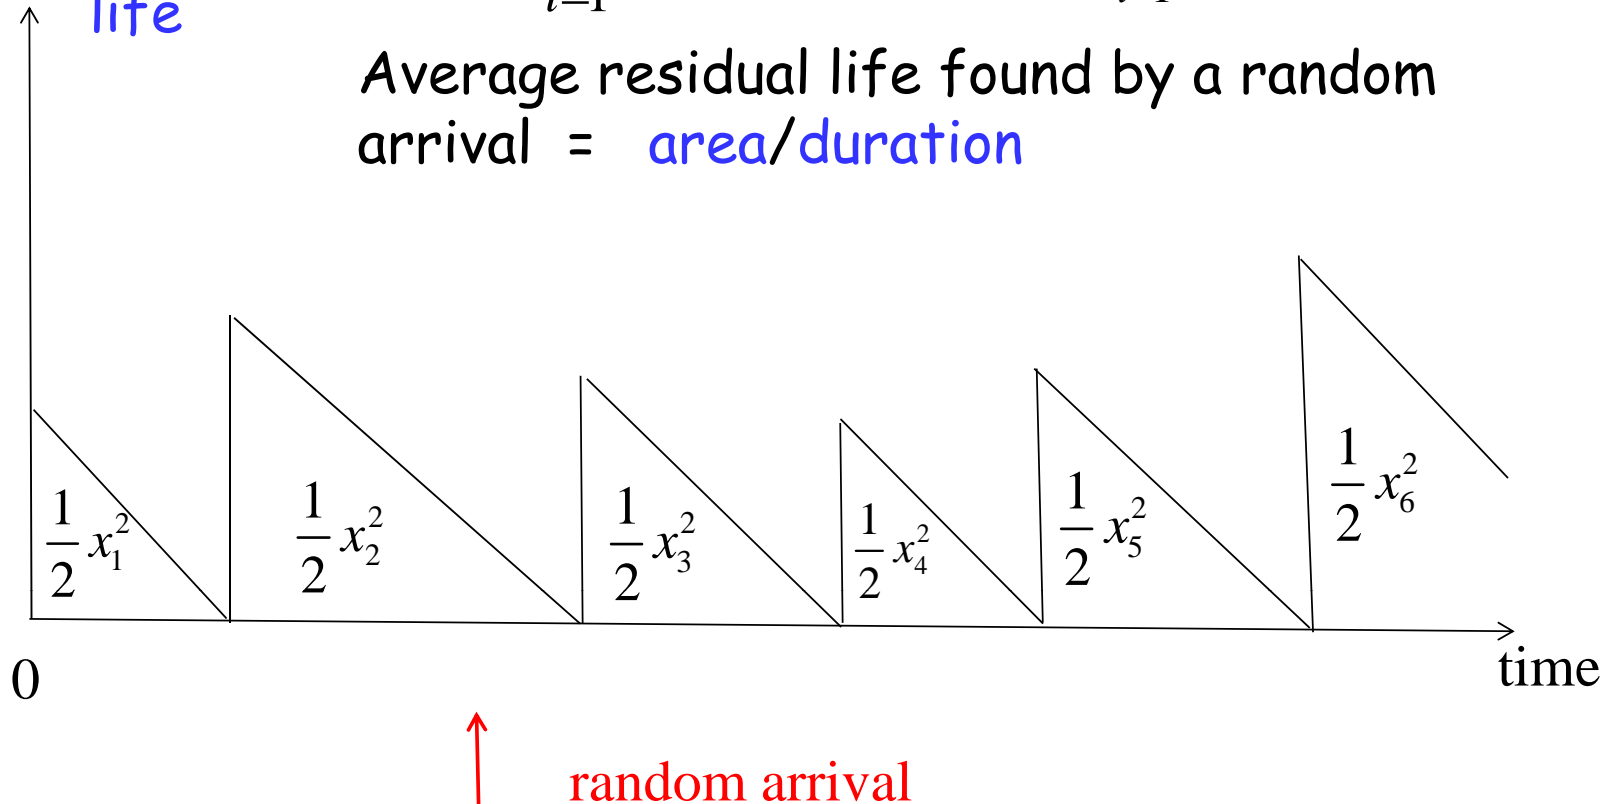 life
i=1
Average residual life found by a random
arrival = area/duration
1/2 x_1^2
1/2 x_2^2
1/2 x_3^2
1/2 x_4^2
1/2 x_5^2
1/2 x_6^2
0
time
random arrival